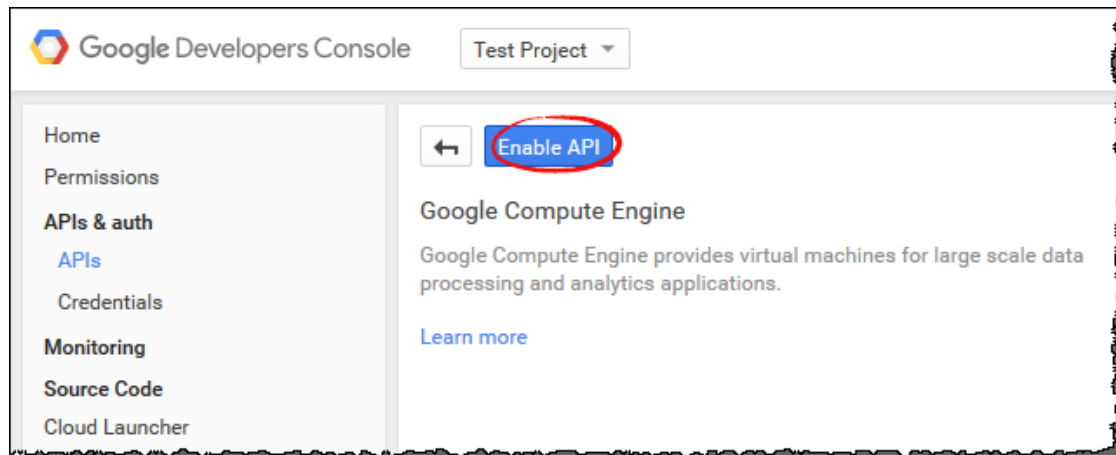 Google Developers Console
Test Project
Home
Permissions
APIs & auth
APIs
Credentials
Monitoring
Source Code
Cloud Launcher
Enable API
Google Compute Engine
Google Compute Engine provides virtual machines for large scale data
processing and analytics applications.
Learn more